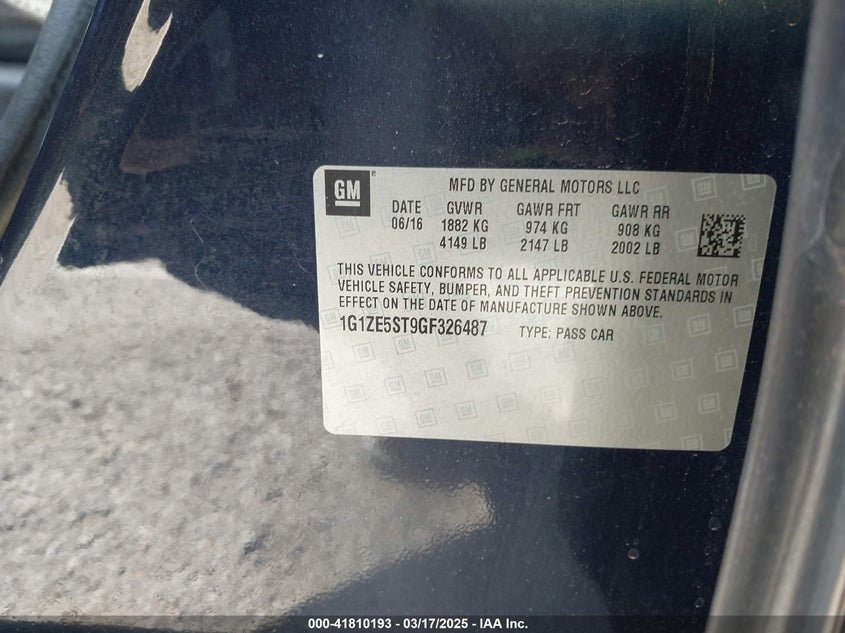 GM ®
MFD BY GENERAL MOTORS LLC
DATE GVWR GAWR FRT GAWR RR
06/16 1882 KG 974 KG 908 KG
4149 LB 2147 LB 2002 LB
THIS VEHICLE CONFORMS TO ALL APPLICABLE U.S. FEDERAL MOTOR
VEHICLE SAFETY, BUMPER, AND THEFT PREVENTION STANDARDS IN
EFFECT ON THE DATE OF MANUFACTURE SHOWN ABOVE.
1G1ZE5ST9GF326487 TYPE: PASS CAR
000-41810193 - 03/17/2025 - IAA Inc.